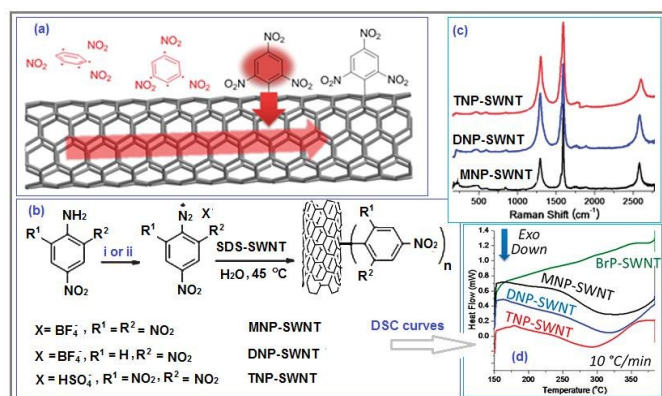 (a)
NO₂
NO₂
NO₂
NO₂
NO₂
NO₂
NO₂
O₂N
NO₂
NO₂
O₂N
NO₂
(b)
NH₂
R¹
R²
NO₂
i or ii
N₂ X⁻
R¹
R²
NO₂
SDS-SWNT
H₂O, 45 °C
R¹
NO₂
R²
n
X= BF₄⁻, R¹ = R² = NO₂
MNP-SWNT
X= BF₄⁻, R¹ = H, R² = NO₂
DNP-SWNT
X = HSO₄⁻, R¹ = NO₂, R² = NO₂
TNP-SWNT
DSC curves
(c)
TNP-SWNT
DNP-SWNT
MNP-SWNT
500 1000 1500 2000 2500
Raman Shift (cm⁻¹)
Exo
Down
BrP-SWNT
MNP-SWNT
DNP-SWNT
TNP-SWNT
Heat Flow (mW)
1.4
1.2
1.0
0.8
0.6
0.4
0.2
0.0
(d)
10 °C/min
150 200 250 300 350
Temperature (°C)